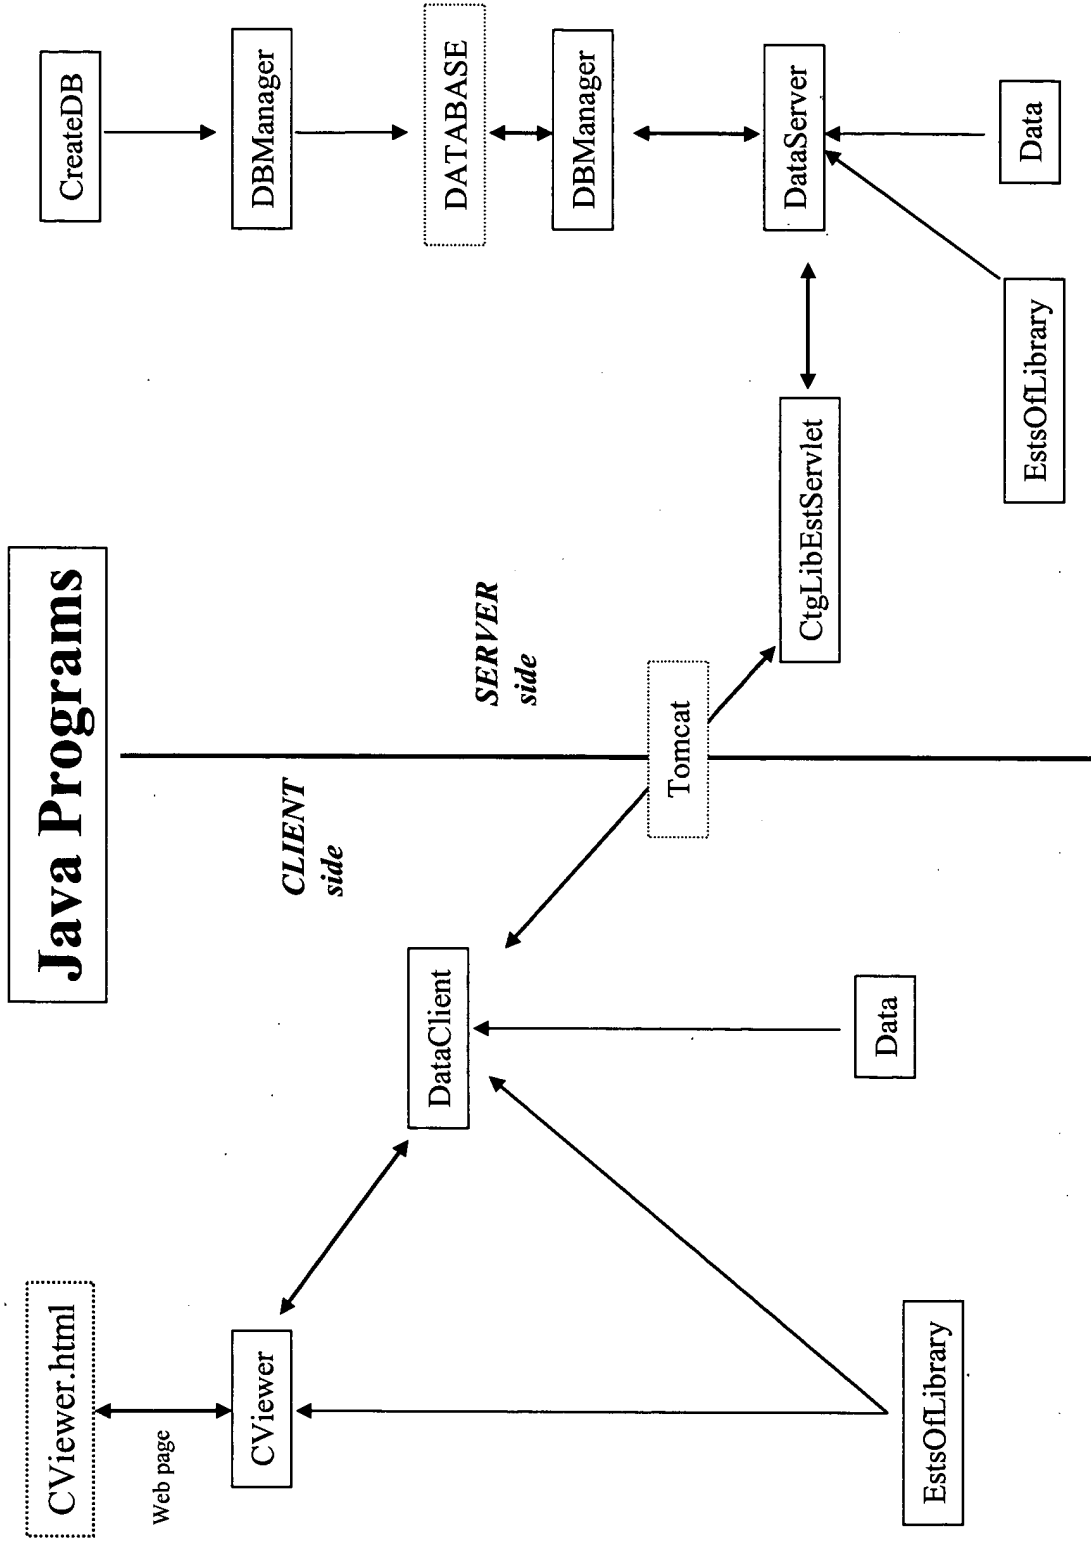 Java Programs
CLIENT
side
SERVER
side
CViewer.html
Web page
CViewer
DataClient
EstsOfLibrary
Data
Tomcat
CtgLibEstServlet
CreateDB
DBManager
DATABASE
DBManager
DataServer
EstsOfLibrary
Data